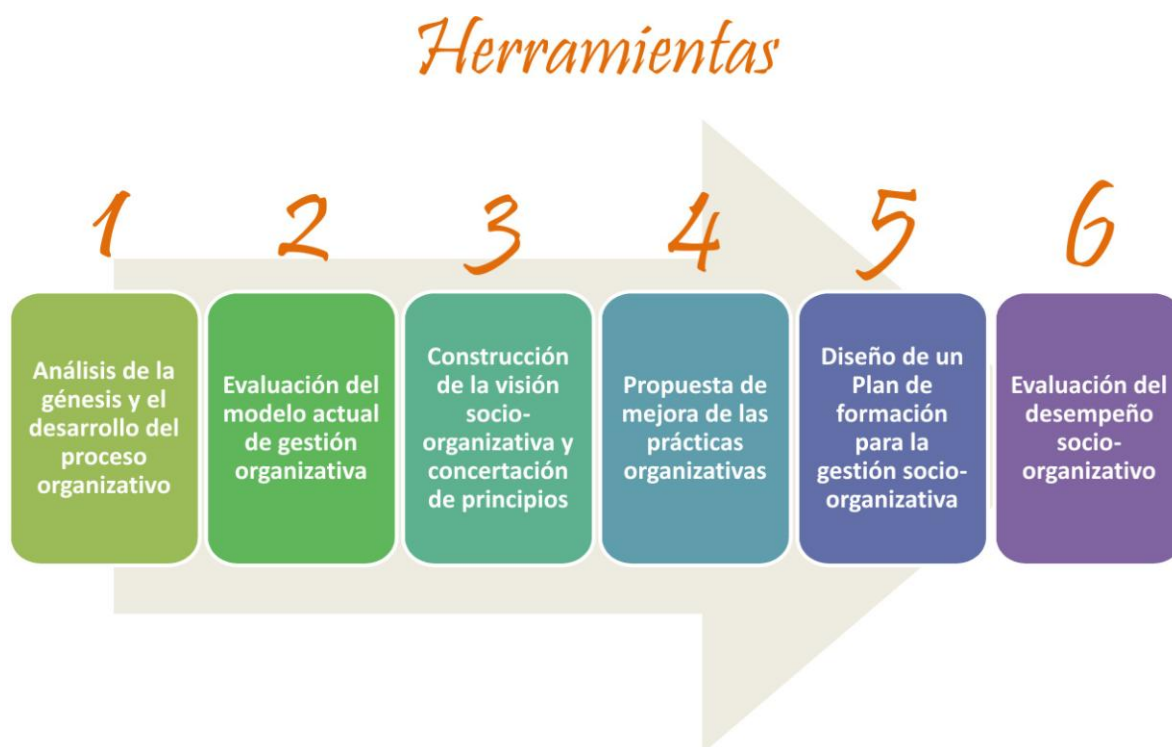 Herramientas
1
2
3
4
5
6
Análisis de la
génesis y el
desarrollo del
proceso
organizativo
Evaluación del
modelo actual
de gestión
organizativa
Construcción
de la visión
socio-
organizativa y
concertación
de principios
Propuesta de
mejora de las
prácticas
organizativas
Diseño de un
Plan de
formación
para la
gestión socio-
organizativa
Evaluación del
desempeño
socio-
organizativo